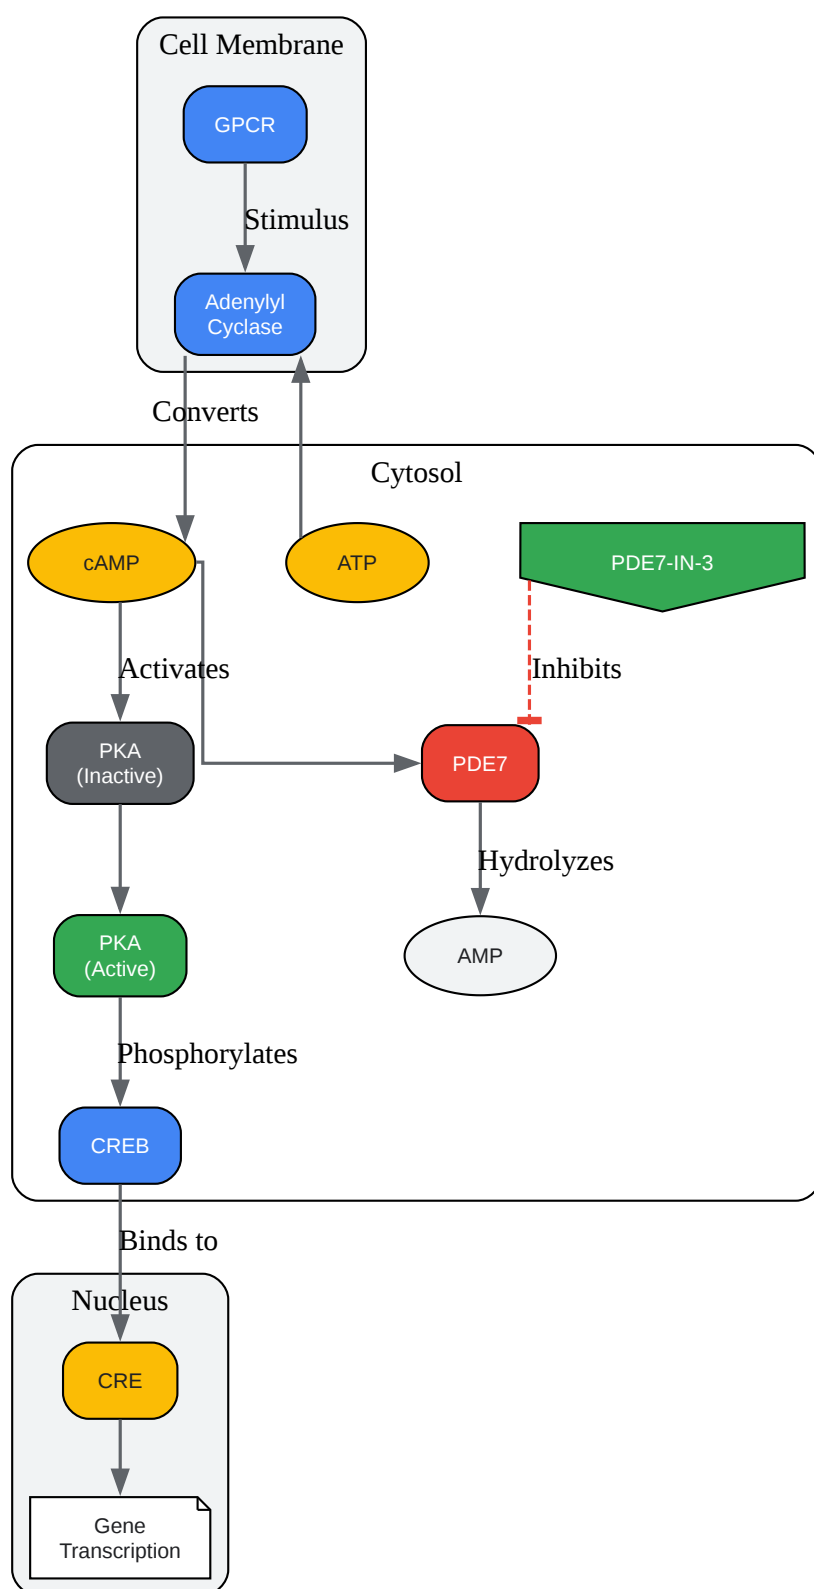 Cell Membrane
GPCR
Stimulus
Adenylyl
Cyclase
Converts
Cytosol
cAMP
ATP
PDE7-IN-3
Activates
Inhibits
PKA
(Inactive)
PDE7
Hydrolyzes
PKA
(Active)
AMP
Phosphorylates
CREB
Binds to
Nucleus
CRE
Gene
Transcription